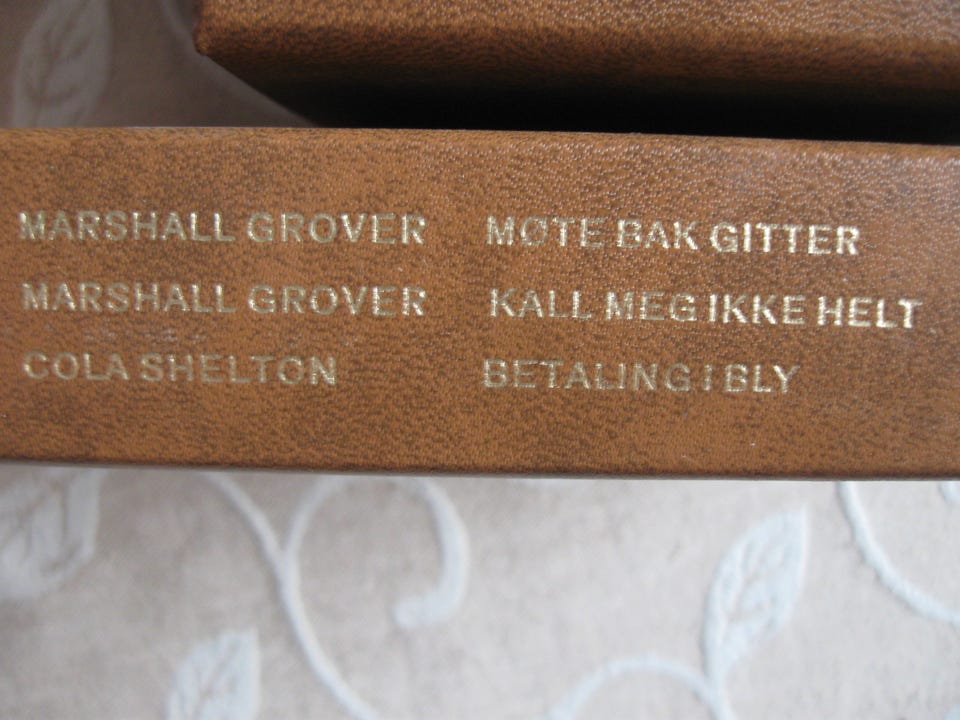 MARSHALL GROVER MØTE BAK GITTER
MARSHALL GROVER KALL MEG IKKE HELT
COLA SHELTON BETALING I BLY